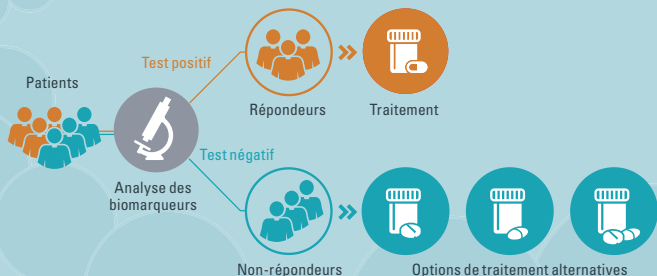 Test positif
Patients
Répondeurs
Traitement
Test négatif
Analyse des
biomarqueurs
Non-répondeurs
Options de traitement alternatives